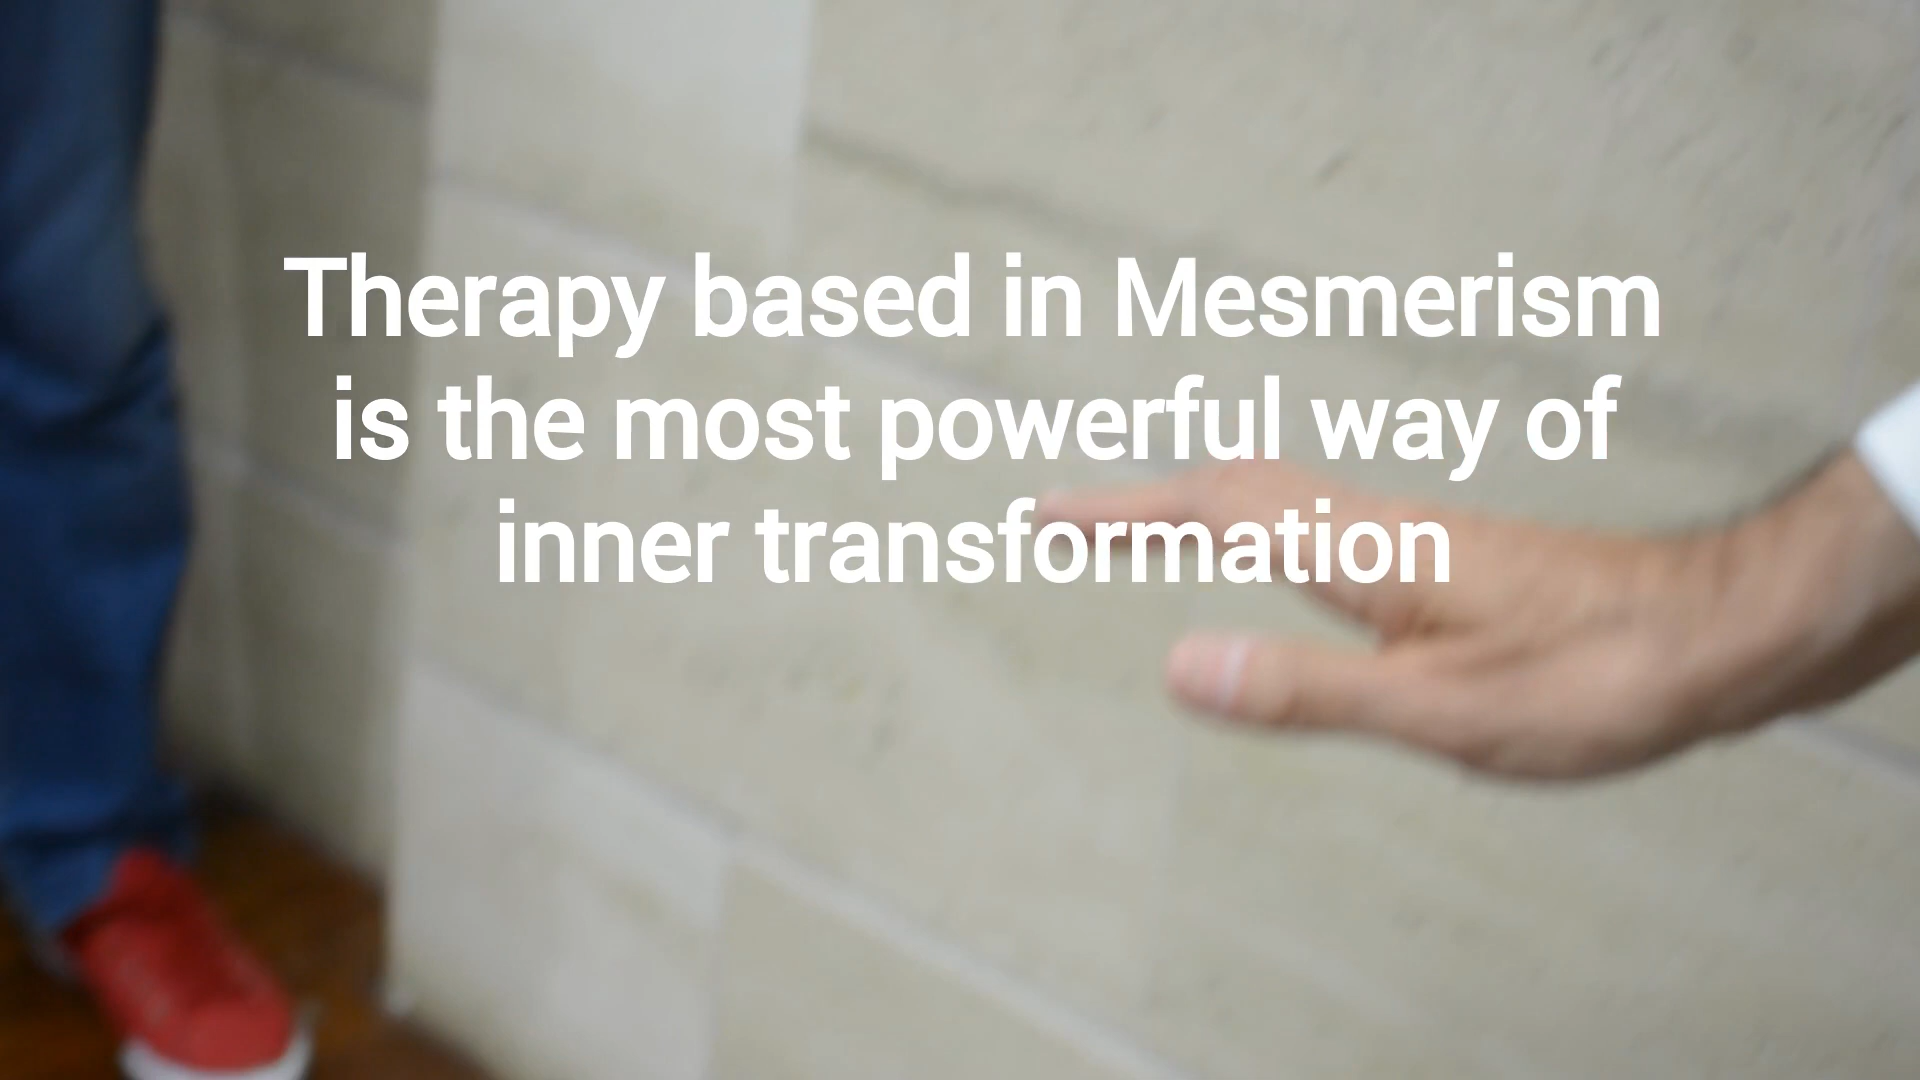 Therapy based in Mesmerism
is the most powerful way of
inner transformation